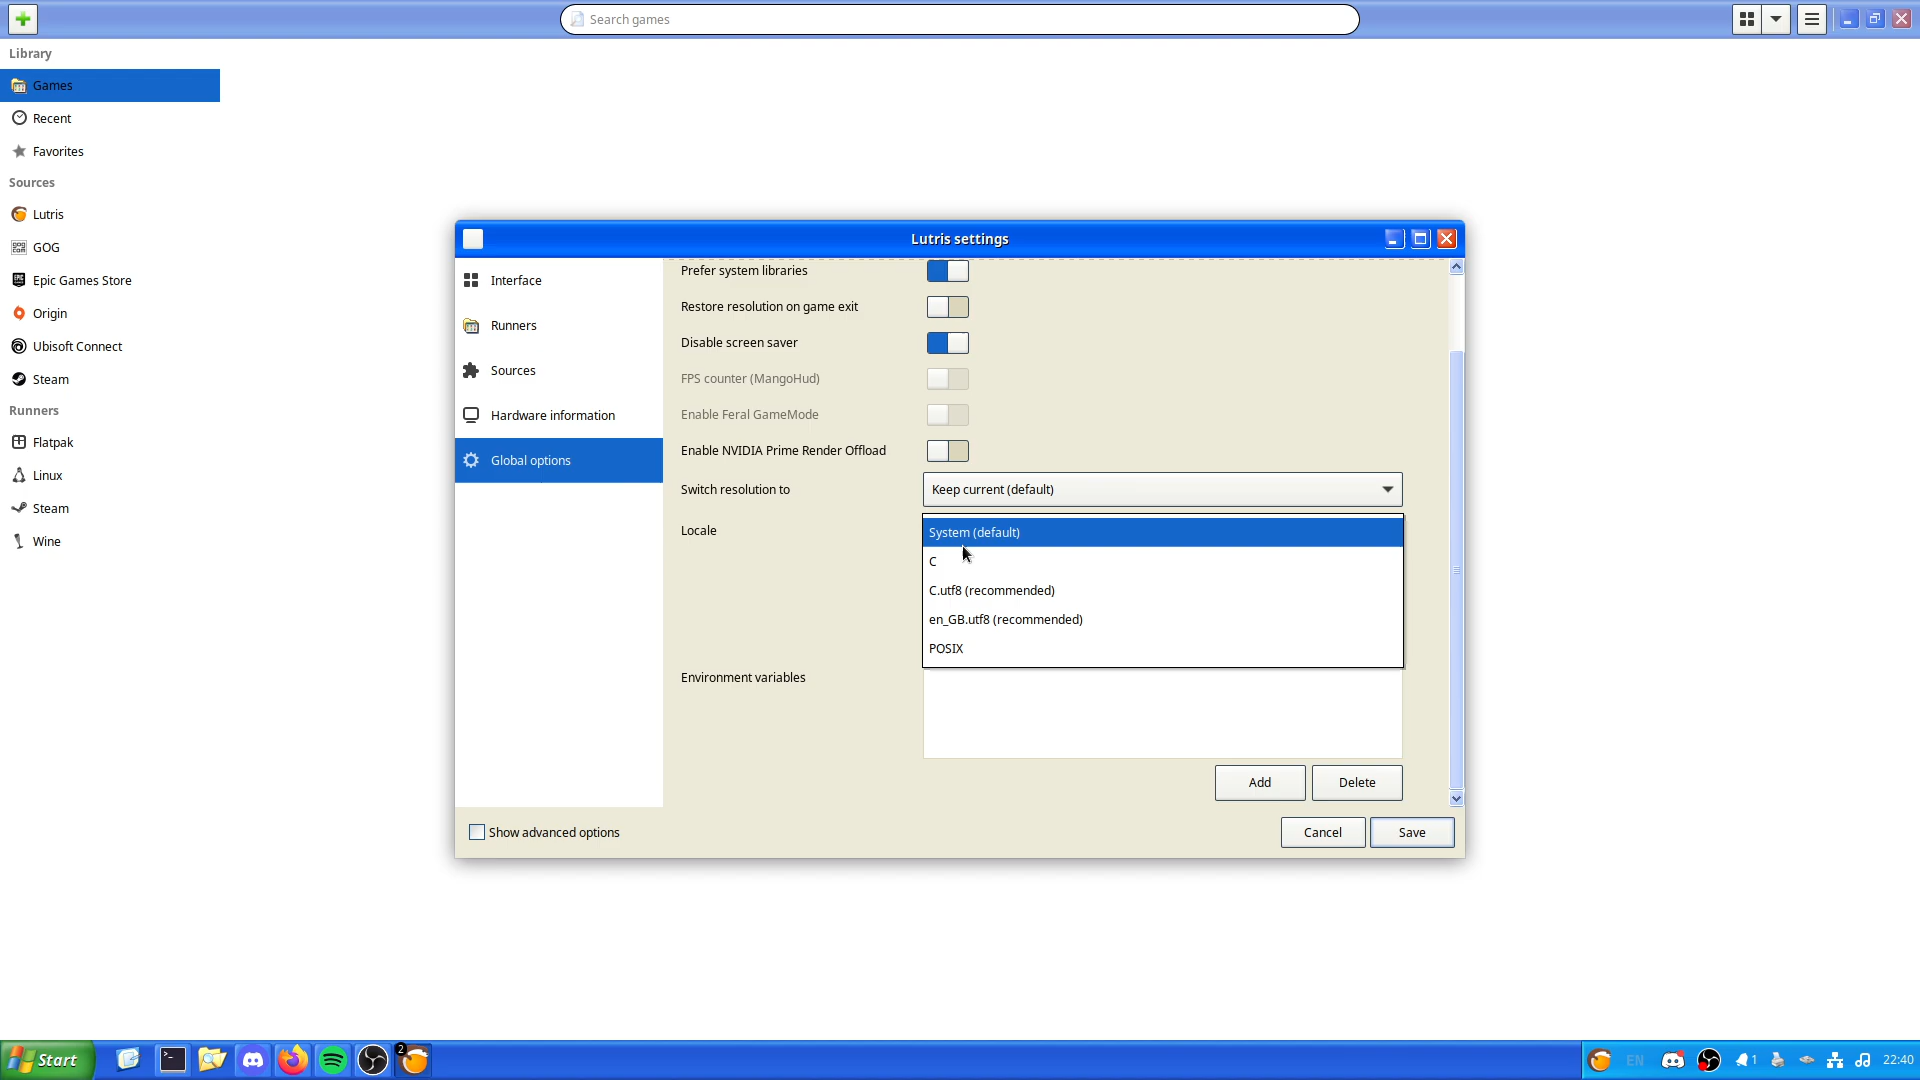 Search games
Library
Games
Recent
Favorites
Sources
Lutris
GOG
Epic Games Store
Origin
Ubisoft Connect
Steam
Runners
Flatpak
Linux
Steam
Wine
Lutris settings
Interface
Runners
Sources
Hardware information
Global options
Prefer system libraries
Restore resolution on game exit
Disable screen saver
FPS counter (MangoHud)
Enable Feral GameMode
Enable NVIDIA Prime Render Offload
Switch resolution to
Keep current (default)
Locale
System (default)
C
C.utf8 (recommended)
en_GB.utf8 (recommended)
POSIX
Environment variables
Add
Delete
Show advanced options
Cancel
Save
Start
2
EN
1
22:40